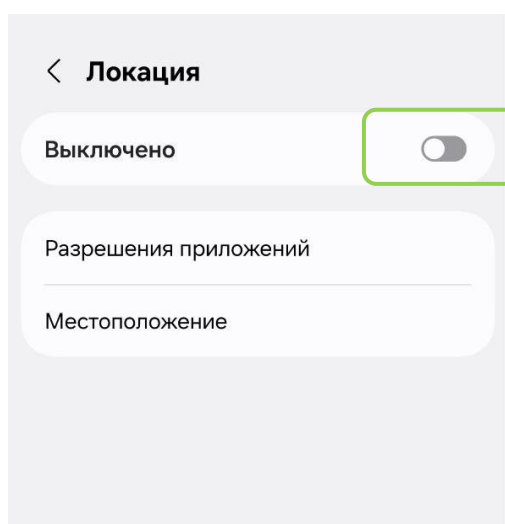 Локация
Выключено
Разрешения приложений
Местоположение